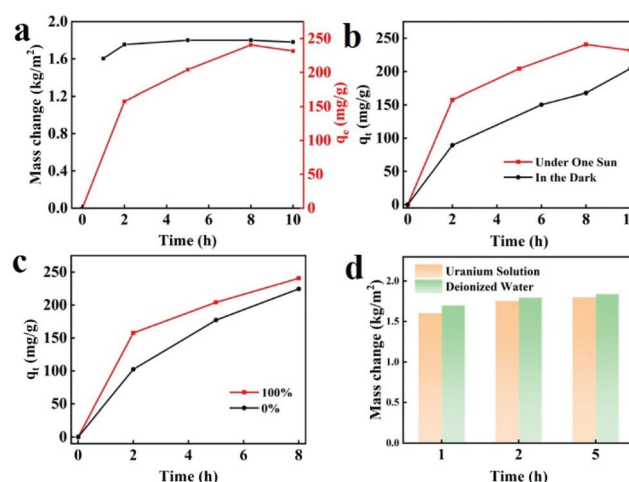 a
2.0
1.6
1.2
0.8
0.4
0.0
Mass change (kg/m²)
250
200
150
100
50
0
qe (mg/g)
0 2 4 6 8 10
Time (h)
b
250
200
150
100
50
0
qt (mg/g)
Under One Sun
In the Dark
0 2 4 6 8 1
Time (h)
c
250
200
150
100
50
0
qt (mg/g)
100%
0%
0 2 4 6 8
Time (h)
d
Uranium Solution
Deionized Water
2.0
1.5
1.0
0.5
0.0
Mass change (kg/m²)
1 2 5
Time (h)